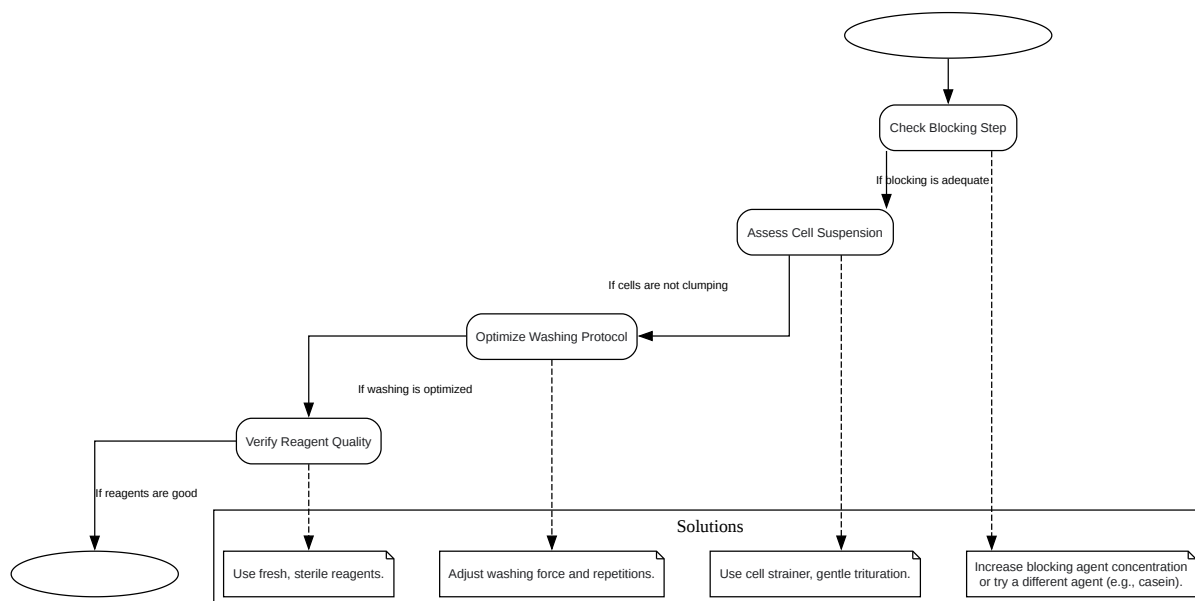 Check Blocking Step
If blocking is adequate
Assess Cell Suspension
If cells are not clumping
Optimize Washing Protocol
If washing is optimized
Verify Reagent Quality
If reagents are good
Solutions
Use fresh, sterile reagents.
Adjust washing force and repetitions.
Use cell strainer, gentle trituration.
Increase blocking agent concentration
or try a different agent (e.g., casein).